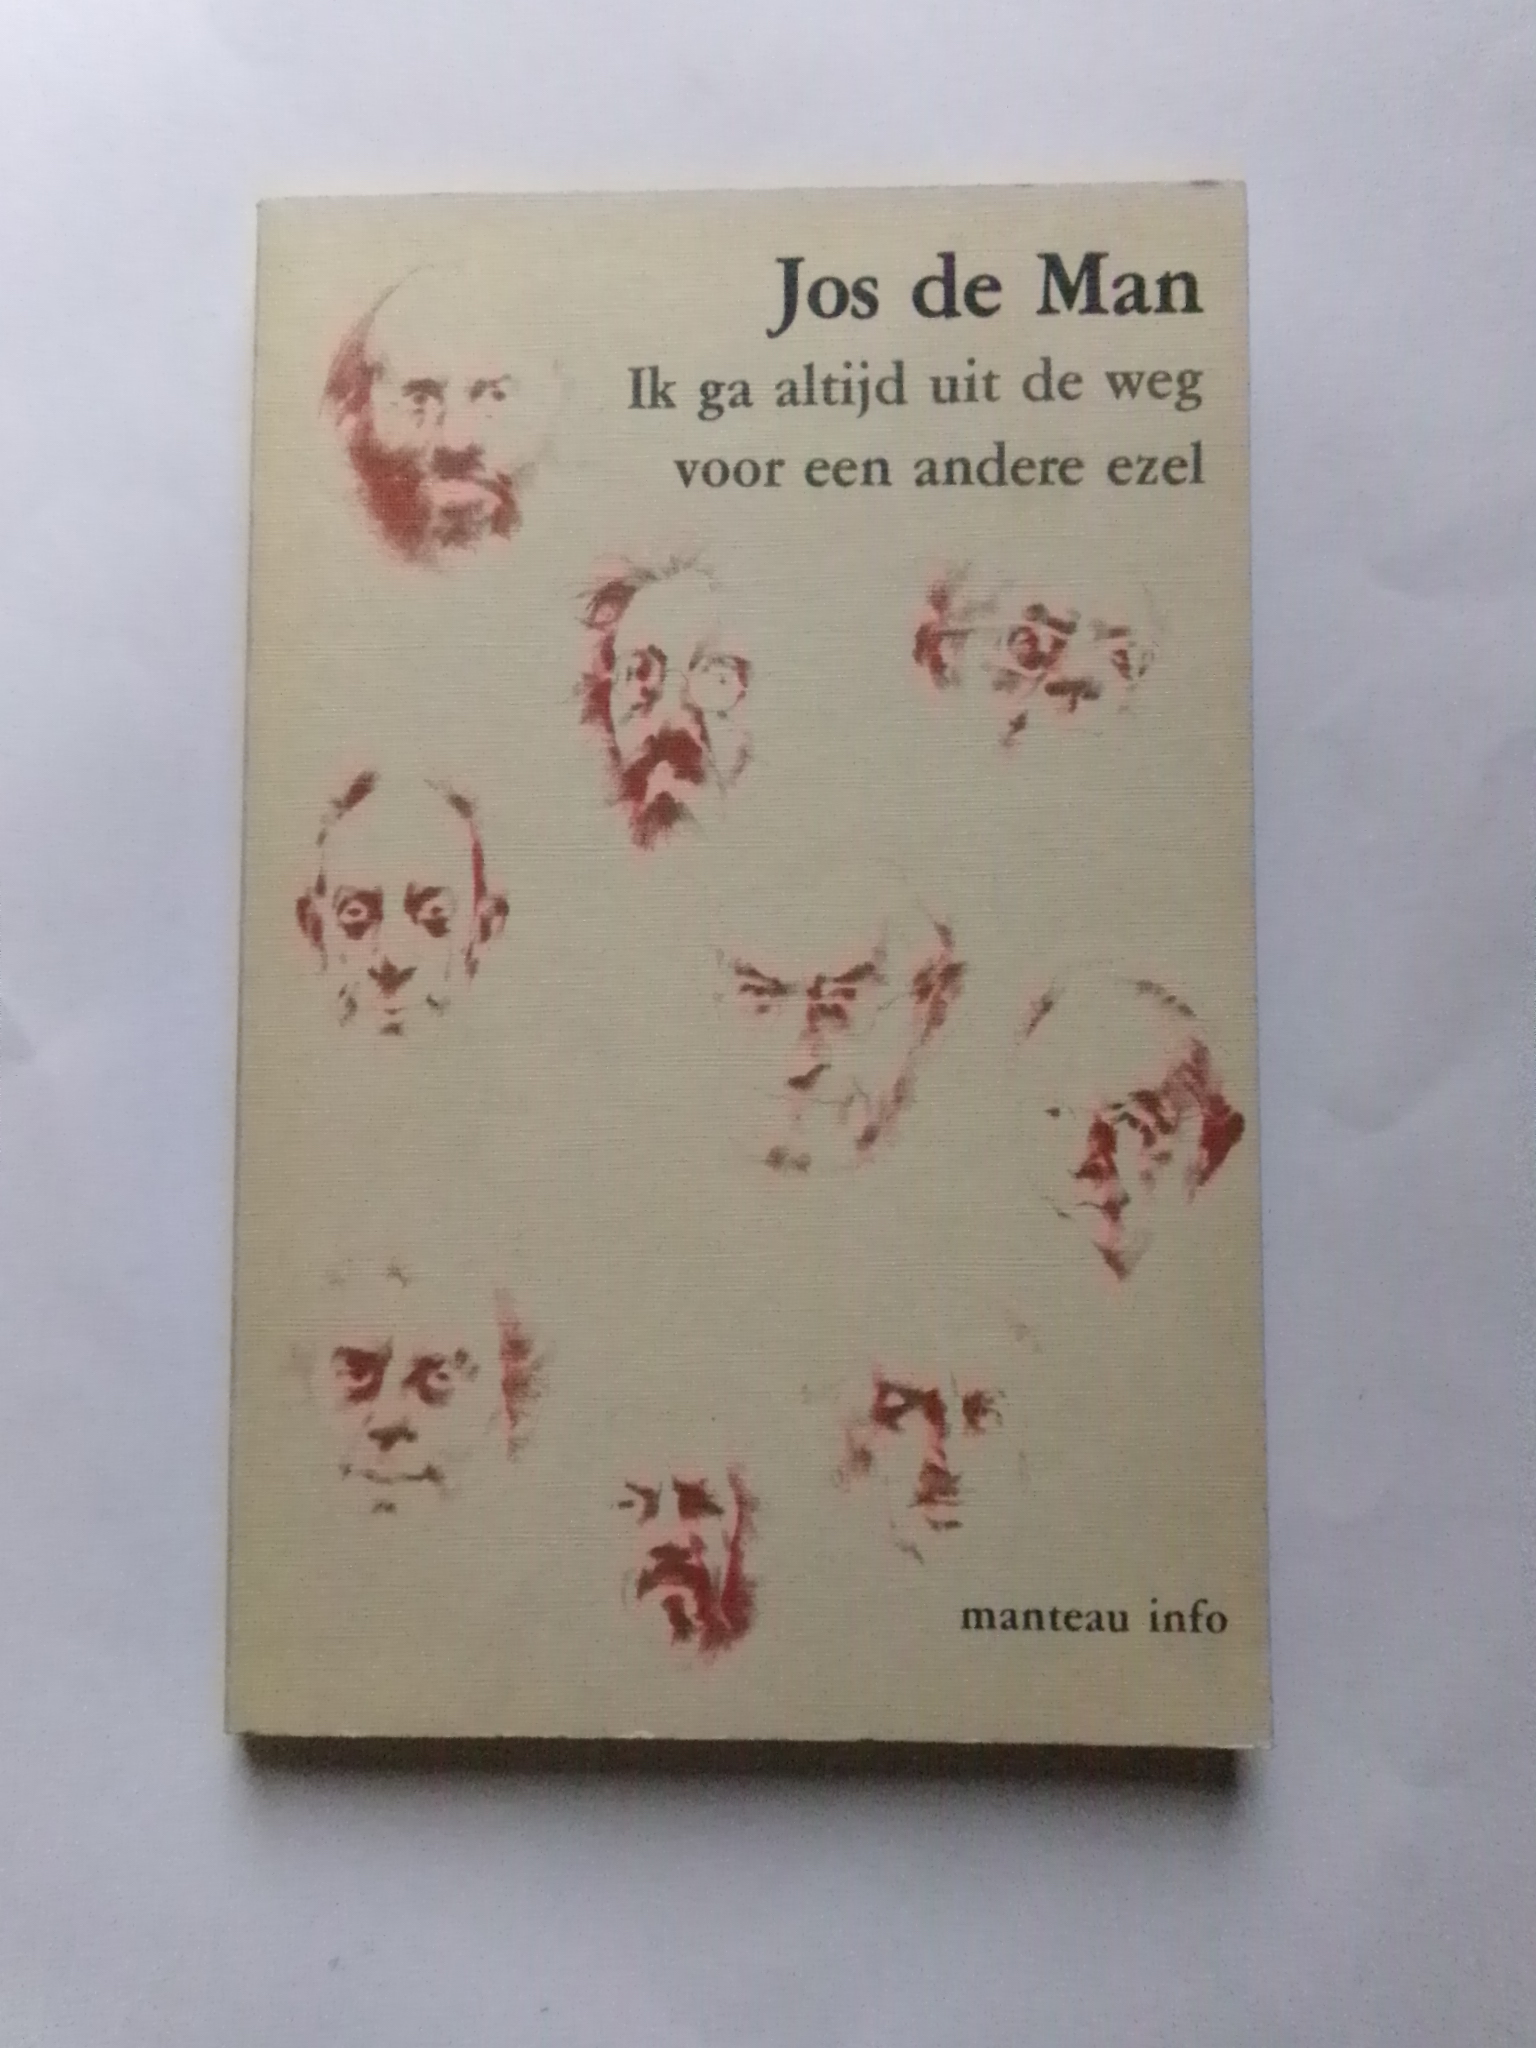 Jos de Man
Ik ga altijd uit de weg
voor een andere ezel
manteau info